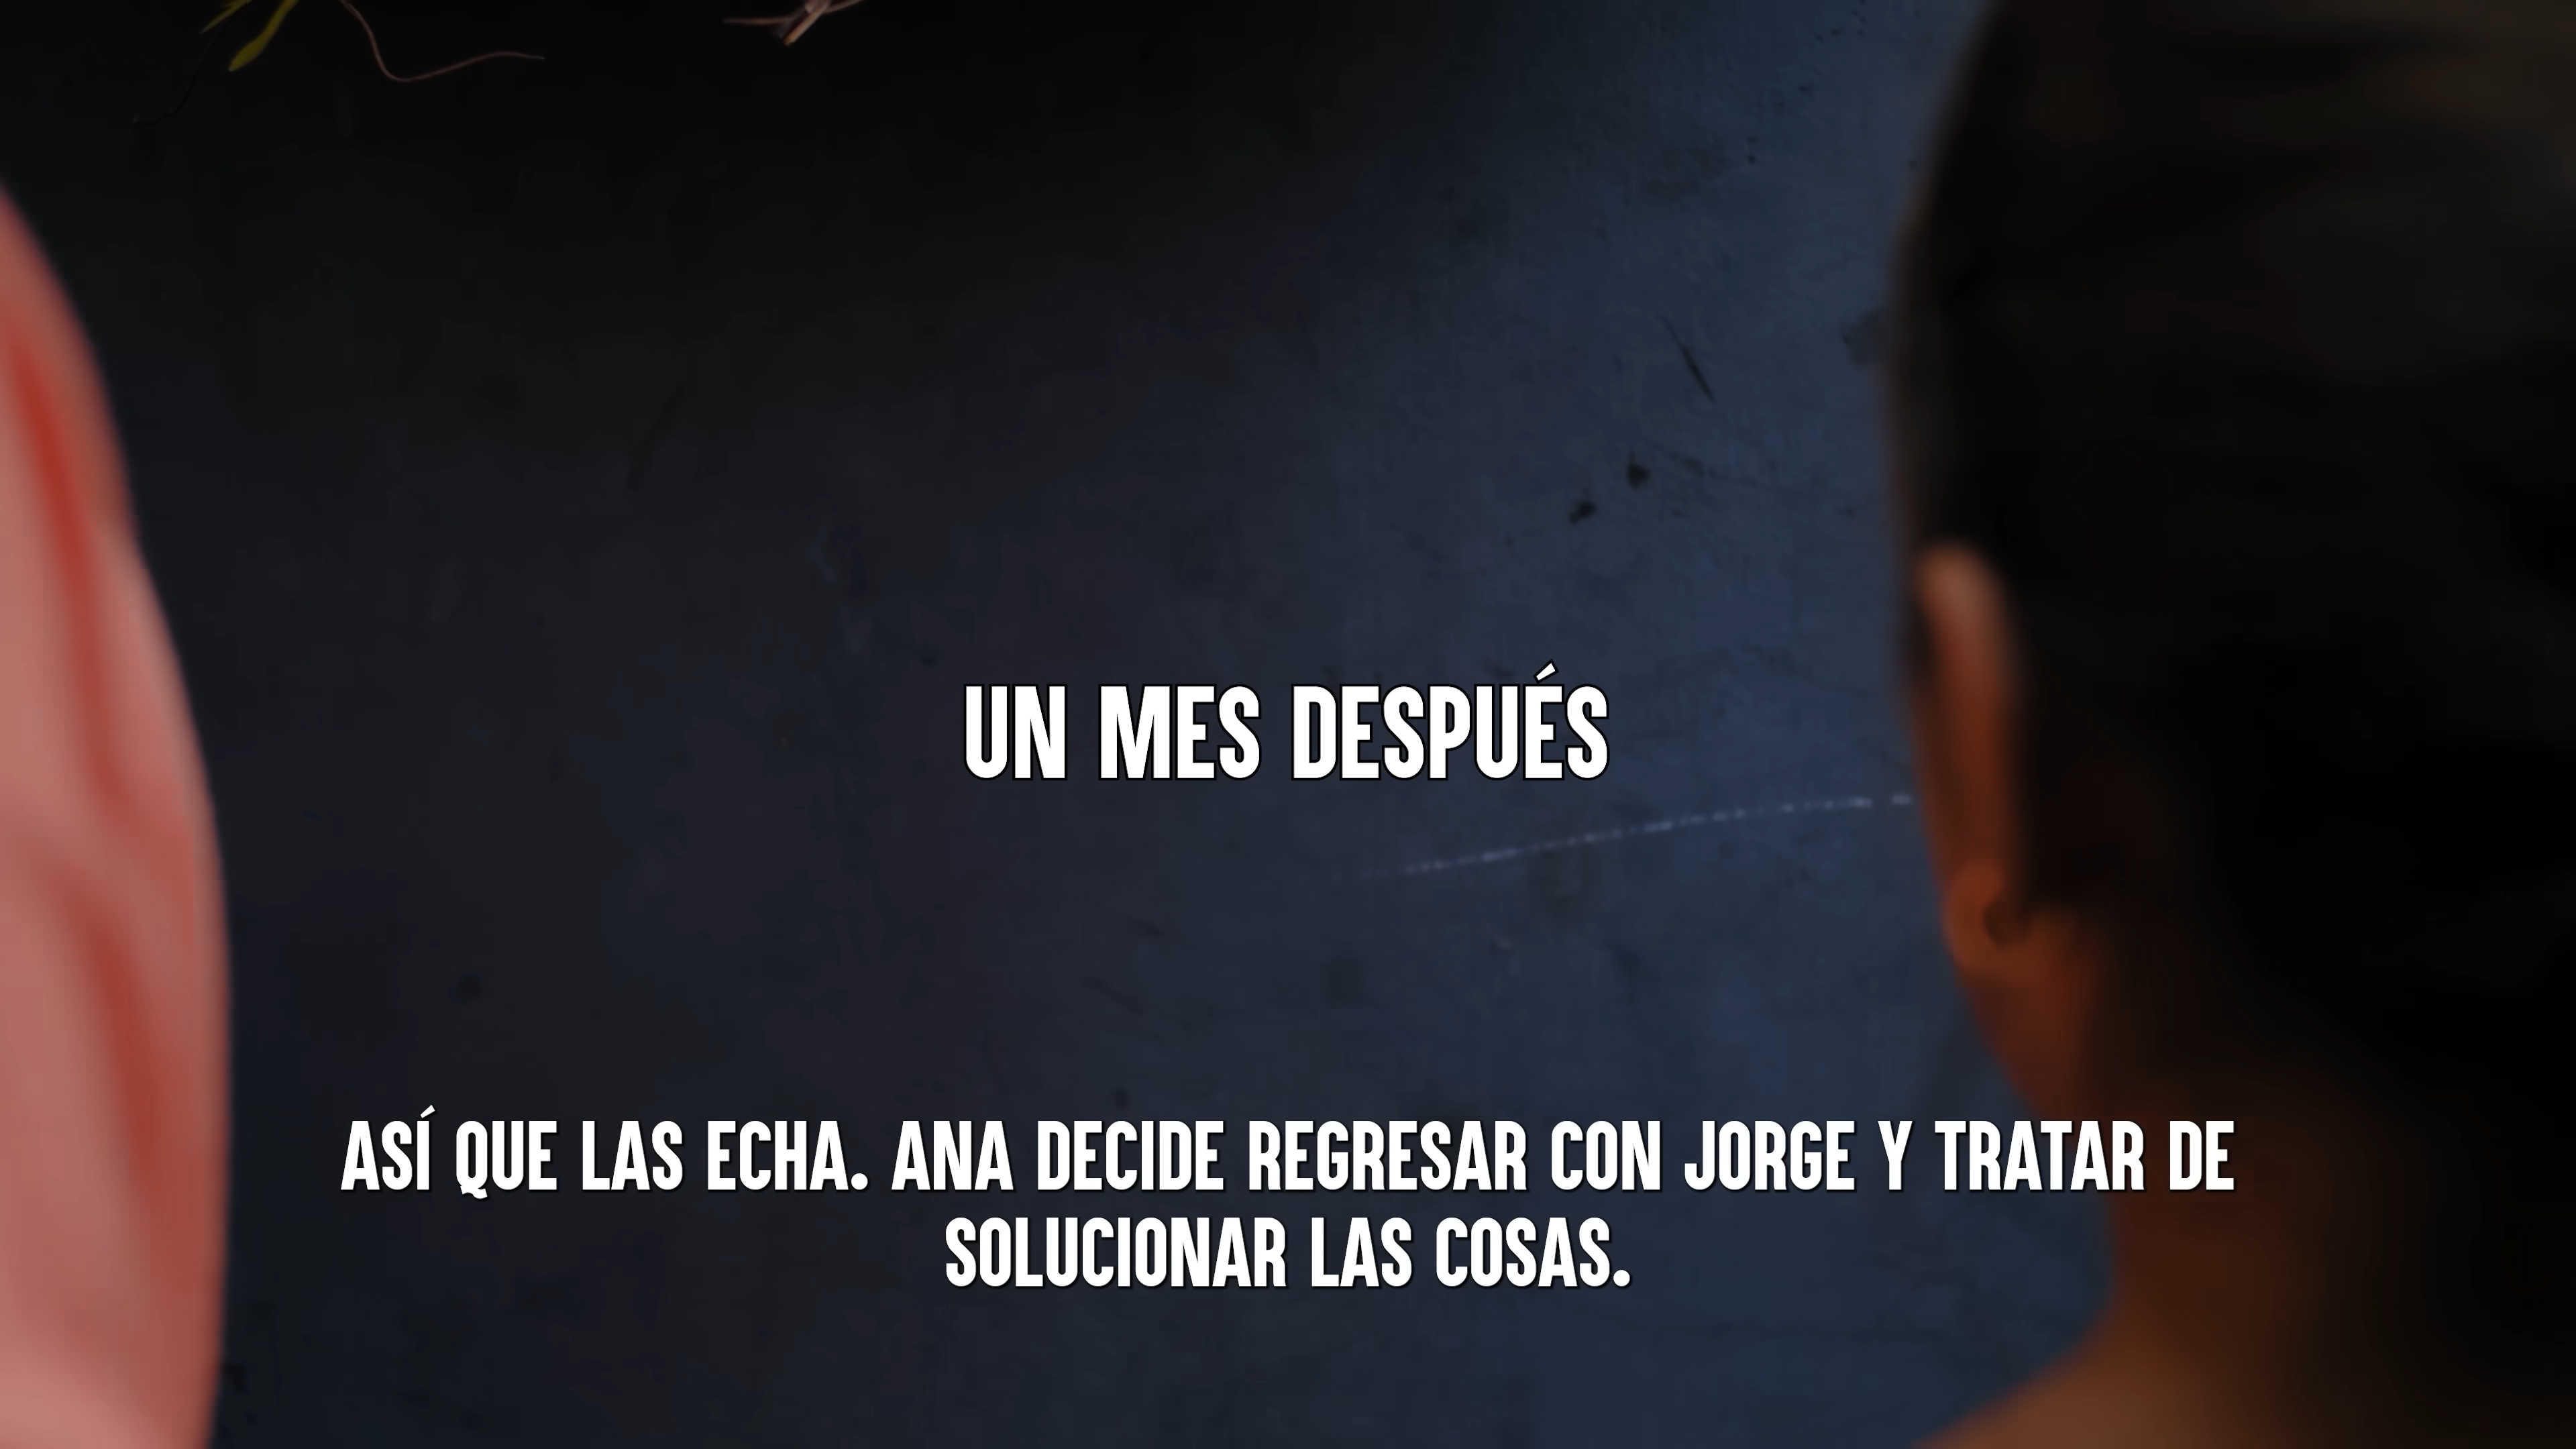 UN MES DESPUÉS
ASÍ QUE LAS ECHA. ANA DECIDE REGRESAR CON JORGE Y TRATAR DE
SOLUCIONAR LAS COSAS.